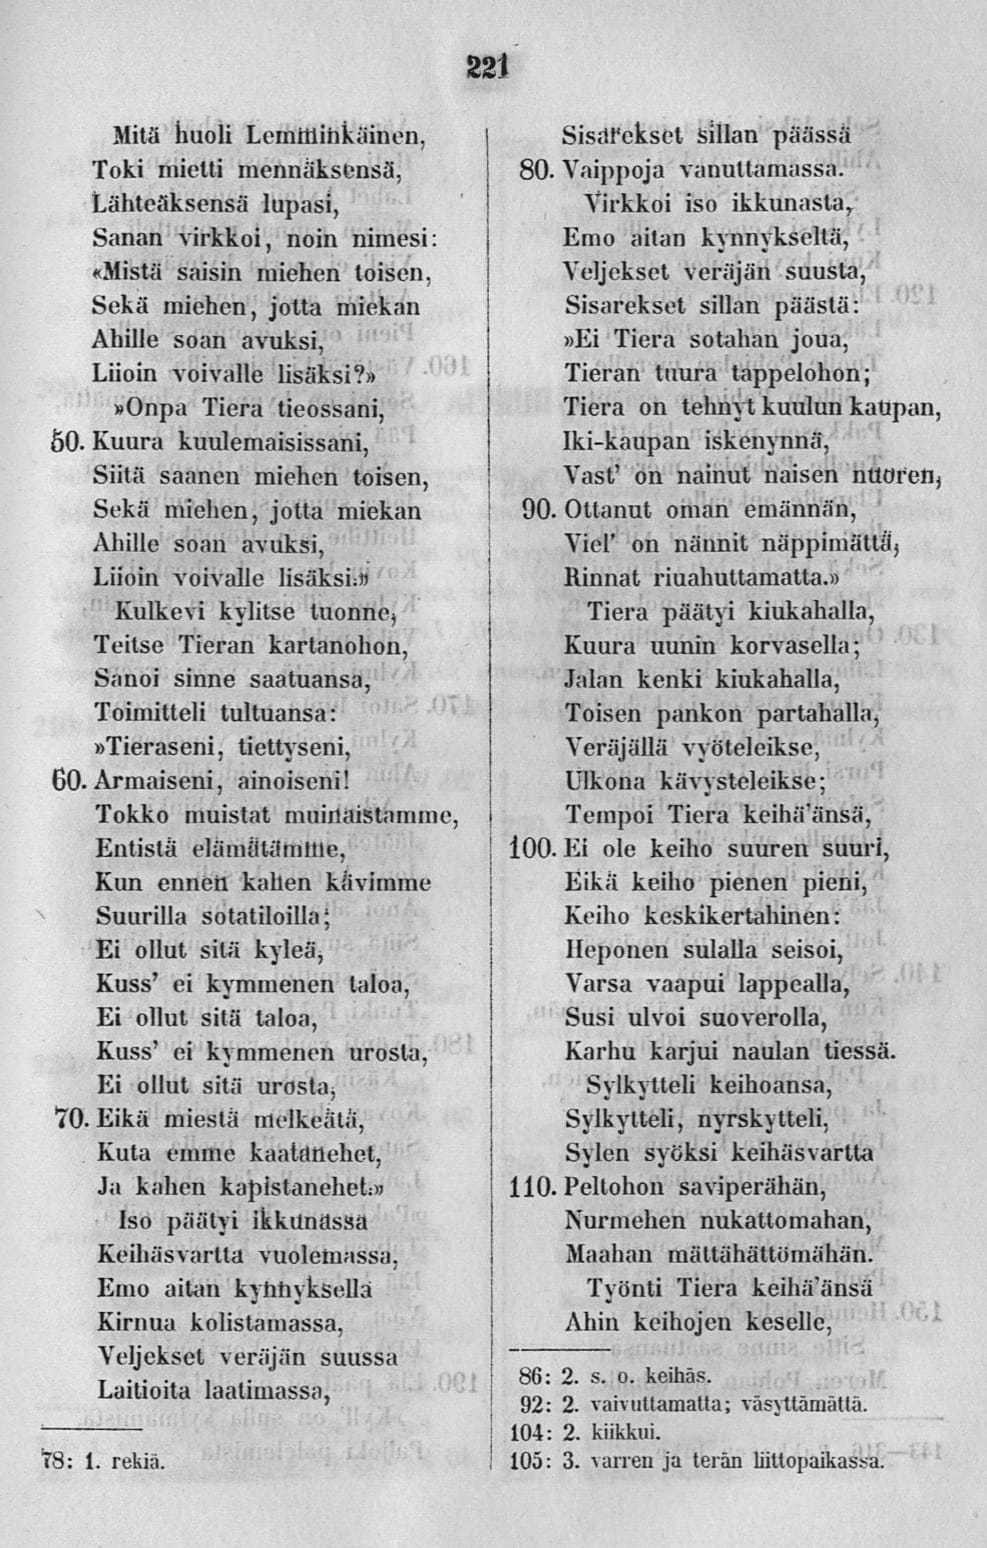 221
Mitä huoli Lemminkäinen,
Toki mietti mennäksensä,
Lähteäksensä lupasi,
Sanan virkkoi, noin nimesi:
«Mistä saisin miehen toisen,
Sekä miehen, jotta miekan
Ahille soan avuksi,
Liioin voivalle lisäksi?»
»Onpa Tiera tieossani,
50. Kuura kuulemaisissani,
Siitä saanen miehen toisen,
Sekä miehen, jotta miekan
Ahille soan avuksi,
Liioin voivalle lisäksi.»
Kulkevi kylitse tuonne,
Teitse Tieran kartanohon,
Sanoi sinne saatuansa,
Toimitteli tultuansa:
»Tieraseni, tiettyseni,
60. Armaiseni, ainoiseni!
Tokko muistat muinaistamme,
Entistä elämätämme,
Kun ennen kahen kävimme
Suurilla sotatiloilla;
Ei ollut sitä kyleä,
Kuss' ei kymmenen taloa,
Ei ollut sitä taloa,
Kuss' ei kymmenen urosta,
Ei ollut sitä urosta,
70. Eikä miestä melkeätä,
Kuta emme kaatanehet,
Ja kahen kapistanehet.»
Iso päätyi ikkunassa
Keihäsvartta vuolemassa,
Emo aitan kynnyksellä
Kirnua kolistamassa,
Veljekset veräjän suussa
Laitioita laatimassa,
78: 1. rekiä.
Sisarekset sillan päässä
80. Vaippoja vanuttamassa.
Virkkoi iso ikkunasta,
Emo aitan kynnykseltä,
Veljekset veräjän suusta,
Sisarekset sillan päästä:
»Ei Tiera sotahan joua,
Tieran tuura tappelohon;
Tiera on tehnyt kuulun kaupan,
Iki-kaupan iskenynnä,
Vast' on nainut naisen nuoren,
90. Ottanut oman emännän,
Viel' on nännit näppimättä,
Rinnat riuahuttamatta.»
Tiera päätyi kiukahalla,
Kuura uunin korvasella;
Jalan kenki kiukahalla,
Toisen pankon partahalla,
Veräjällä vyöteleikse,
Ulkona kävysteleikse;
Tempoi Tiera keihä'änsä,
100. Ei ole keiho suuren suuri,
Eikä keiho pienen pieni,
Keiho keskikertahinen:
Heponen sulalla seisoi,
Varsa vaapui lappealla,
Susi ulvoi suoverolla,
Karhu karjui naulan tiessä.
Sylkytteli keihoansa,
Sylkytteli, nyrskytteli,
Sylen syöksi keihäsvartta
110. Peltohon saviperähän,
Nurmehen nukattomahan,
Maahan mättähättömähän.
Työnti Tiera keihä'änsä
Ahin keihojen keselle,
86: 2. s. o. keihäs.
92: 2. vaivuttamatta; väsyttämättä.
104: 2. kiikkui.
105: 3. varren ja terän liittopaikassa.